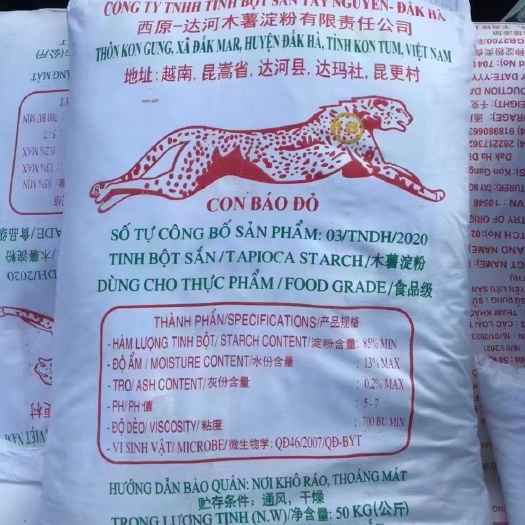 CÔNG TY TNHH TINH BỘT SẮN TÂY NGUYÊN- ĐĂK HÀ
西原-达河木薯淀粉有限责任公司
THÔN KON GUNG, XÃ ĐĂK MAR, HUYỆN ĐĂK HÀ, TỈNH KON TUM, VIỆT NAM
地址: 越南, 昆嵩省, 达河县, 达玛社, 昆更村
CON BÁO ĐỎ
SỐ TỰ CÔNG BỐ SẢN PHẨM: 03/TNDH/2020
TINH BỘT SẮN/TAPIOCA STARCH/木薯淀粉
DÙNG CHO THỰC PHẨM/FOOD GRADE/食品级
THÀNH PHẦN/SPECIFICATIONS/产品规格
- HÀM LƯỢNG TINH BỘT/ STARCH CONTENT/淀粉含量: 85% MIN
- ĐỘ ẨM / MOISTURE CONTENT/水份含量 : 13% MAX
- TRO/ ASH CONTENT/灰份含量 : 0.2% MAX
- PH/ PH 值 : 5 - 7
- ĐỘ DẺO/ VISCOSITY/粘度 : 700 BU MIN
- VI SINH VẬT/ MICROBE/微生物学: QĐ46/2007/QĐ-BYT
HƯỚNG DẪN BẢO QUẢN: NƠI KHÔ RÁO, THOÁNG MÁT
贮存条件: 通风, 干燥
TRỌNG LƯỢNG TỊNH (N.W)/净含量: 50 KG(公斤)